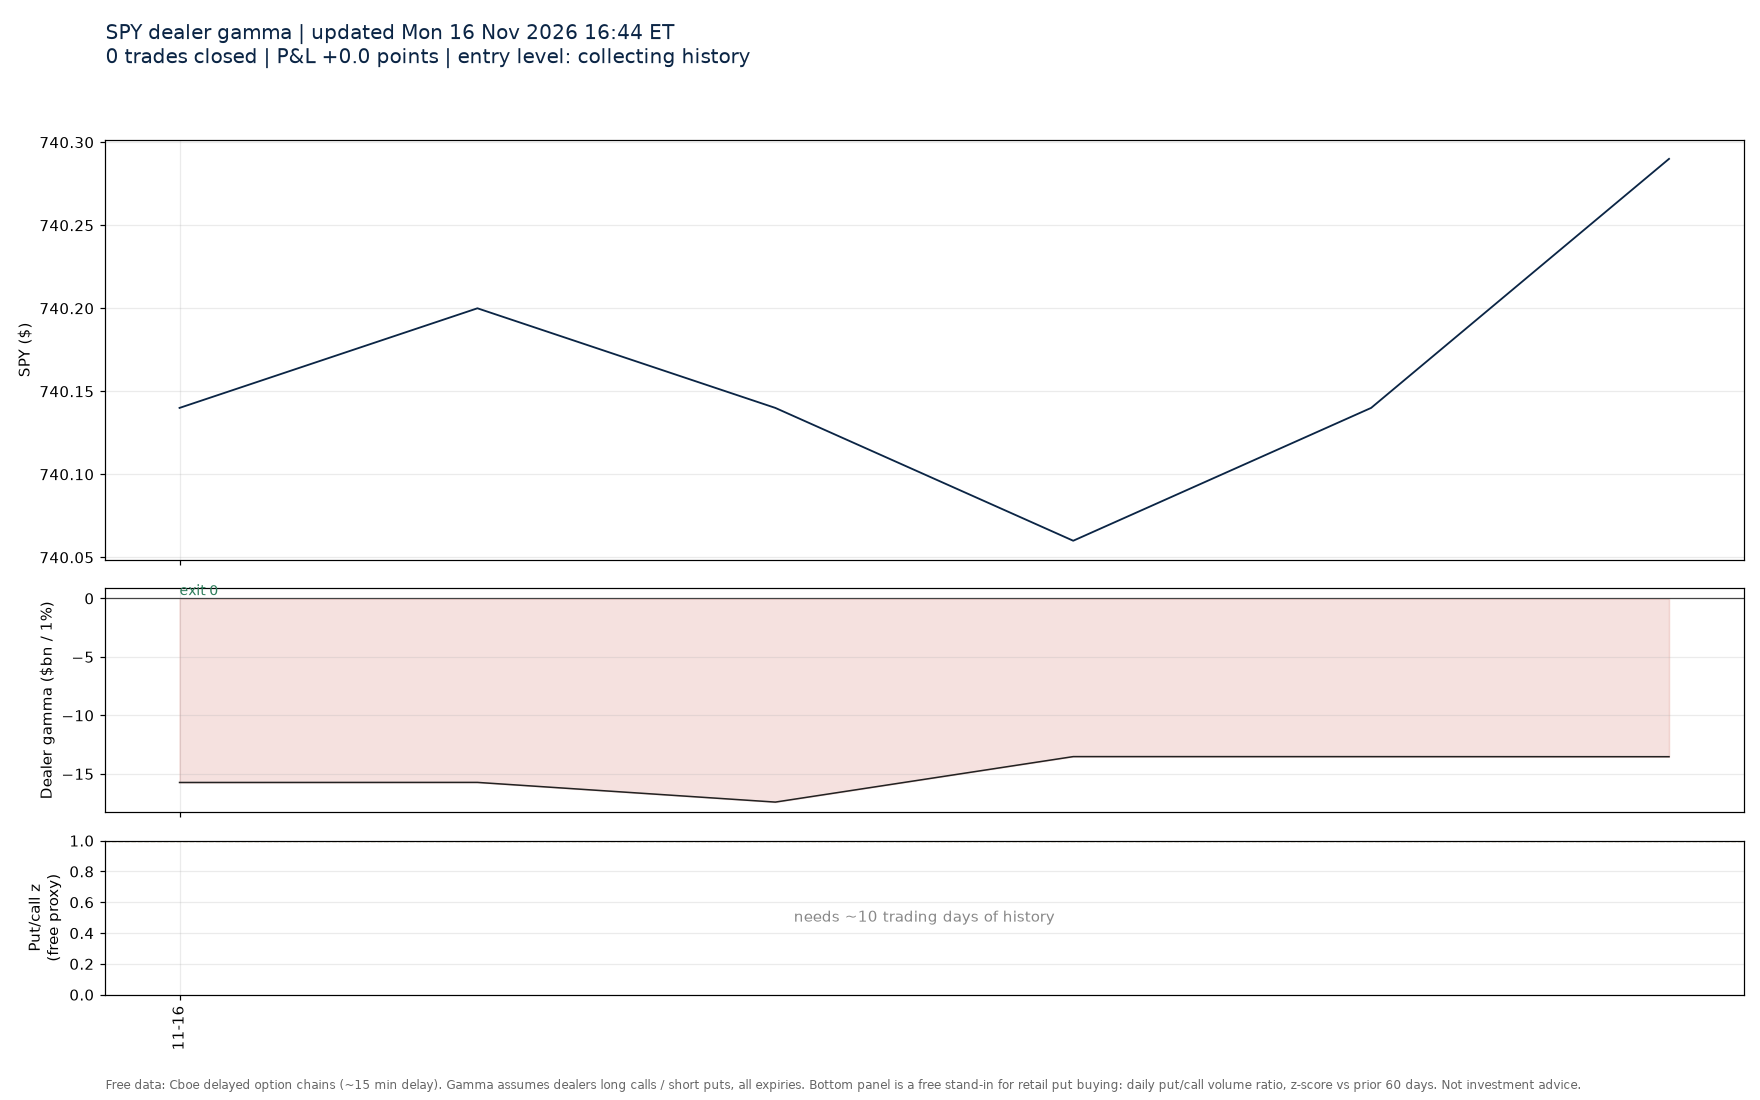 SPY dealer gamma | updated Mon 16 Nov 2026 16:44 ET
0 trades closed | P&L +0.0 points | entry level: collecting history
740.30
740.25
740.20
740.15
740.10
740.05
SPY ($)
exit 0
0
−5
−10
−15
Dealer gamma ($bn / 1%)
1.0
0.8
0.6
0.4
0.2
0.0
Put/call z
(free proxy)
needs ~10 trading days of history
11-16
Free data: Cboe delayed option chains (~15 min delay). Gamma assumes dealers long calls / short puts, all expiries. Bottom panel is a free stand-in for retail put buying: daily put/call volume ratio, z-score vs prior 60 days. Not investment advice.